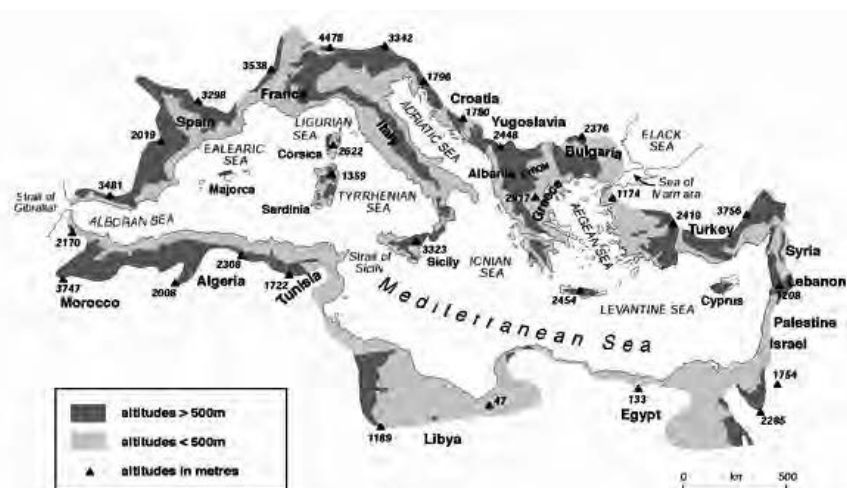 4478
3342
3538
1796
3298
France
Croatia
1750
Spain
LIGURIAN
SEA
Yugoslavia
2019
ADRIATIC SEA
2448
2376
Italy
ELACK
SEA
EALEARIC
SEA
Corsica
2622
Bulgaria
Majorca
1359
Albania
Sea of
Marmara
3481
TYRRHENIAN
SEA
2917
Greece
1174
Strait of
Gibraltar
Sardinia
AEGEAN SEA
3756
ALBORAN SEA
2410
Turkey
2170
3323
Sicily
IONIAN
SEA
Syria
Strait of
Sicily
2308
Algeria
1722
Tunisia
3747
2008
Morocco
2454
LEVANTINE SEA
Cyprus
Lebanon
Mediterranean Sea
Palestine
Israel
1754
altitudes > 500m
47
133
Egypt
2285
altitudes < 500m
1169
Libya
altitudes in metres
0 km 500